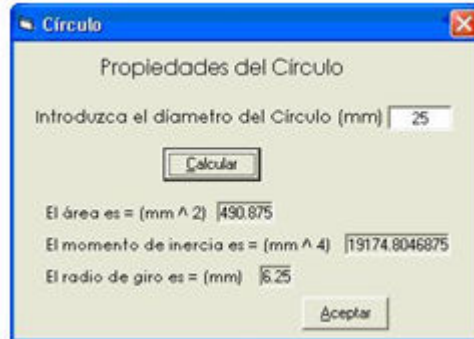 Círculo
Propiedades del Círculo
Introduzca el díametro del Círculo (mm) 25
Calcular
El área es = (mm ^ 2) 490.875
El momento de inercia es = (mm ^ 4) 19174.8046875
El radio de giro es = (mm) 6.25
Aceptar